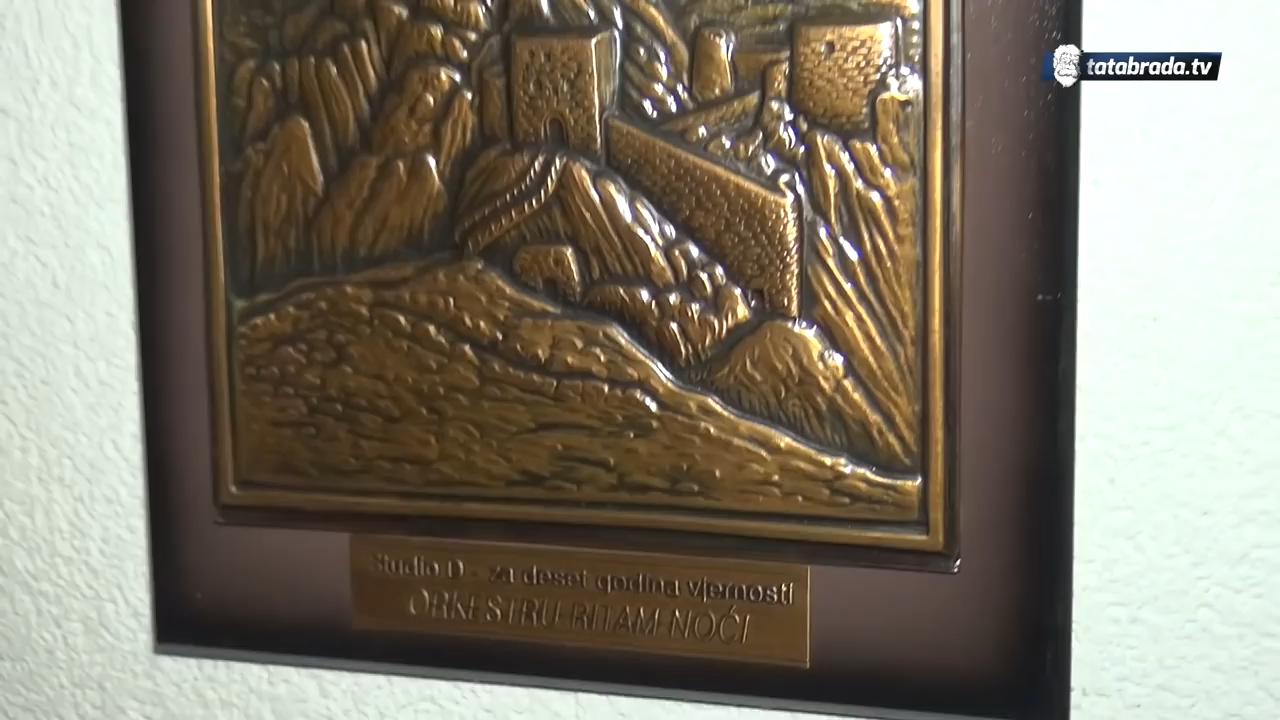 tatabrada.tv
Studio D - za deset godina vjernosti
ORKESTRU RITAM NOĆI